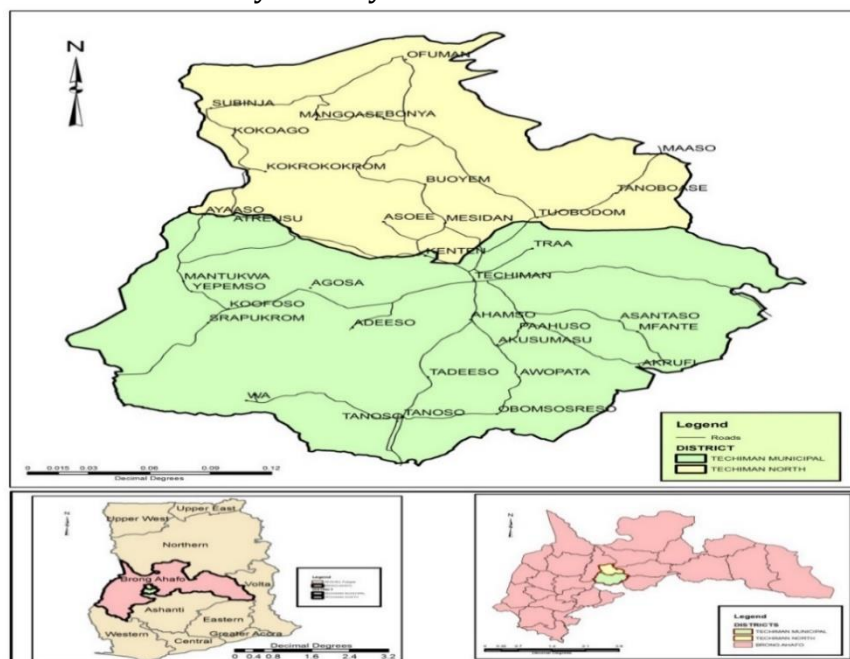 N
OFUMAN
SUBINJA
MANGOASE BONYA
KOKOAGO
MAASO
KOKROKOKROM
BUOYEM
TANOBOASE
AYAASO
ATRENSU
ASOEE
MESIDAN
TUOBODOM
KENTEN
TRAA
MANTUKWA
YEPEMSO
AGOSA
TECHIMAN
KOOFOSO
SRAPUKROM
ADEESO
AHAMSO
PAAHUSO
ASANTASO
MFANTE
AKUSUMASU
AKRUFI
TADEESO
AWOPATA
WA
TANOSO
TANOSO
OBOMSOSRESO
Legend
Roads
DISTRICT
TECHIMAN MUNICIPAL
TECHIMAN NORTH
0 0.015 0.03 0.06 0.09 0.12
Decimal Degrees
Upper West
Upper East
Northern
Brong Ahafo
Volta
Ashanti
Eastern
Western
Central
Greater Accra
Legend
Decimal Degrees
0 0.4 0.8 1.6 2.4 3.2
Legend
DISTRICTS
TECHIMAN MUNICIPAL
TECHIMAN NORTH
BRONG AHAFO